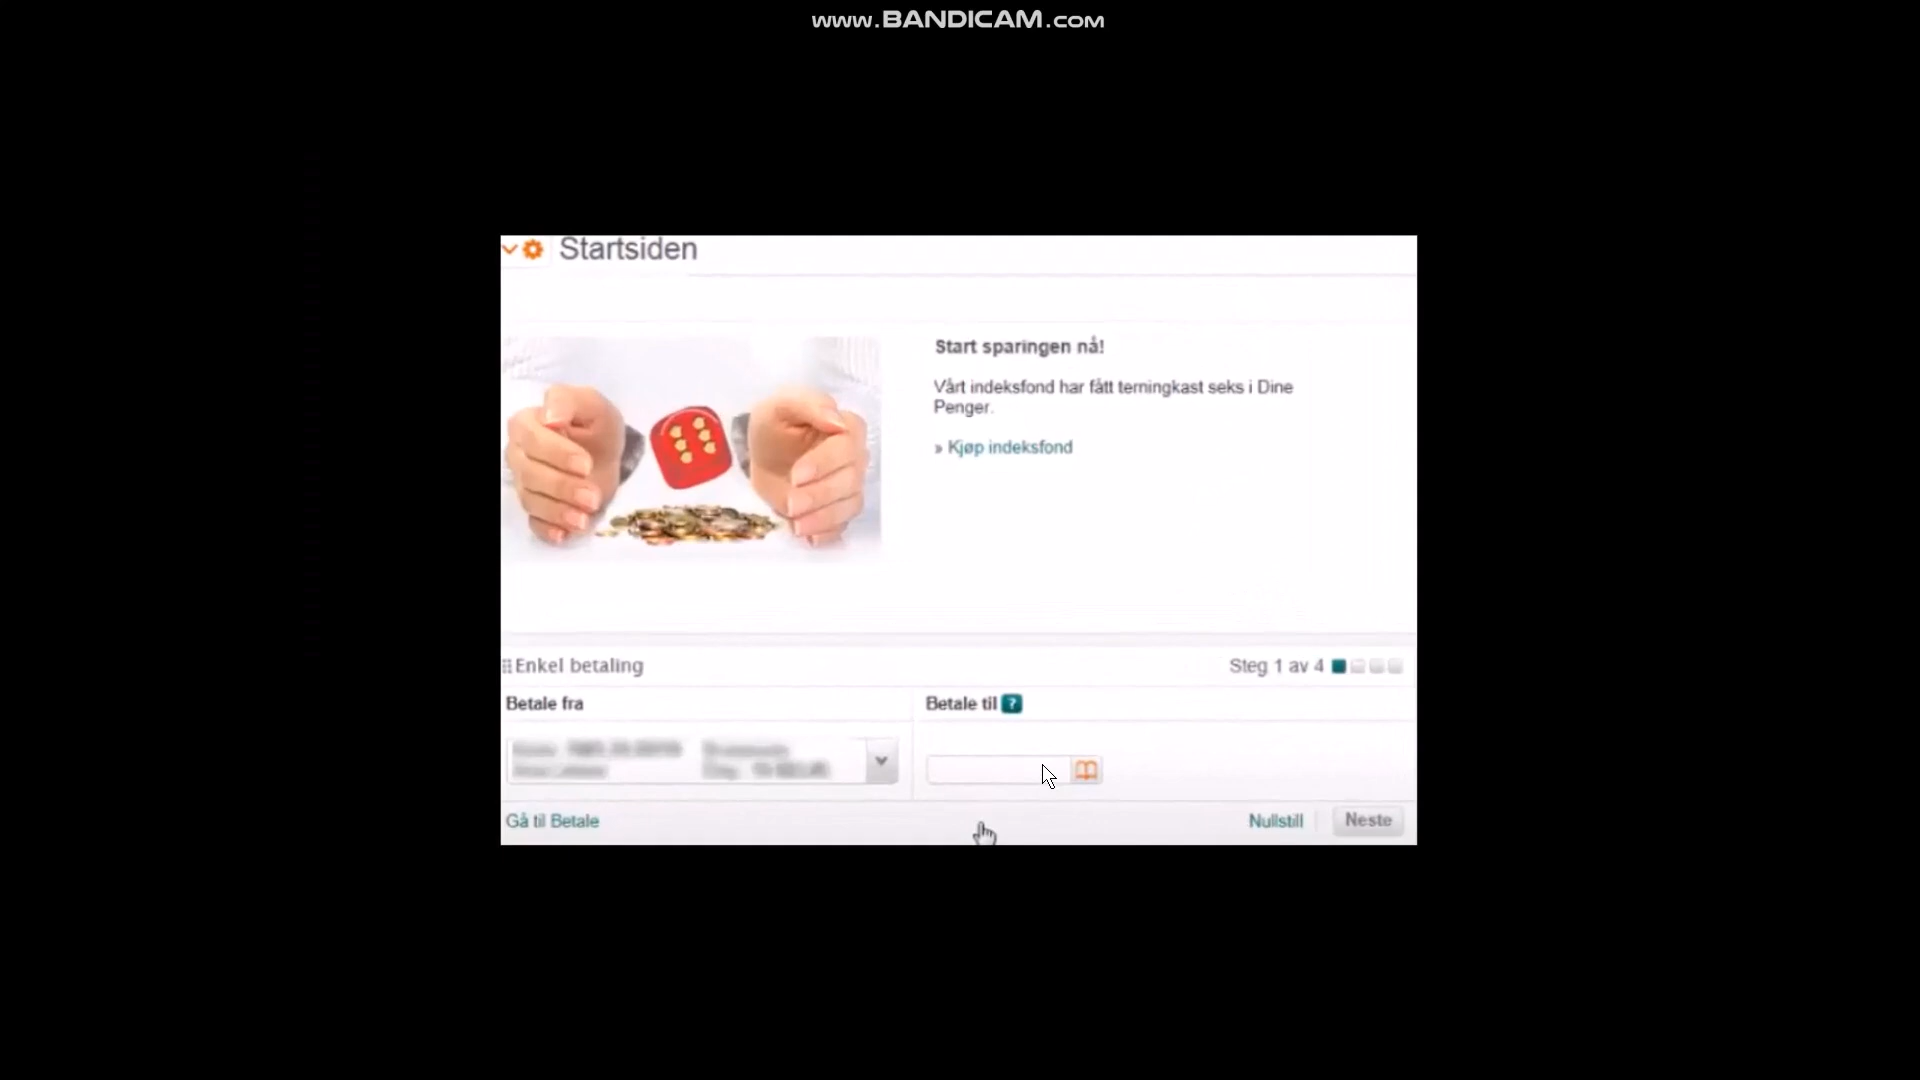 www.BANDICAM.com
Startsiden
Start sparingen nå!
Vårt indeksfond har fått terningkast seks i Dine
Penger.
» Kjøp indeksfond
Enkel betaling
Steg 1 av 4
Betale fra
Betale til ?
Gå til Betale
Nullstill
Neste